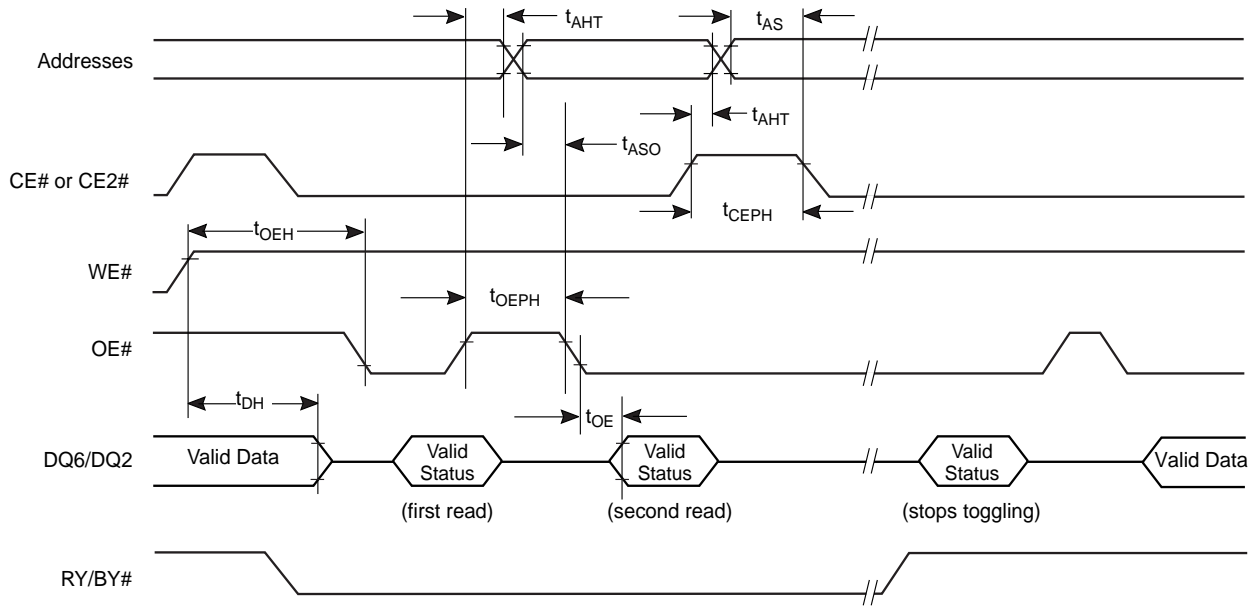 tAHT
tAS
Addresses
tAHT
tASO
CE# or CE2#
tCEPH
tOEH
WE#
tOEPH
OE#
tDH
tOE
DQ6/DQ2
Valid Data
Valid
Status
Valid
Status
Valid
Status
Valid Data
(first read)
(second read)
(stops toggling)
RY/BY#